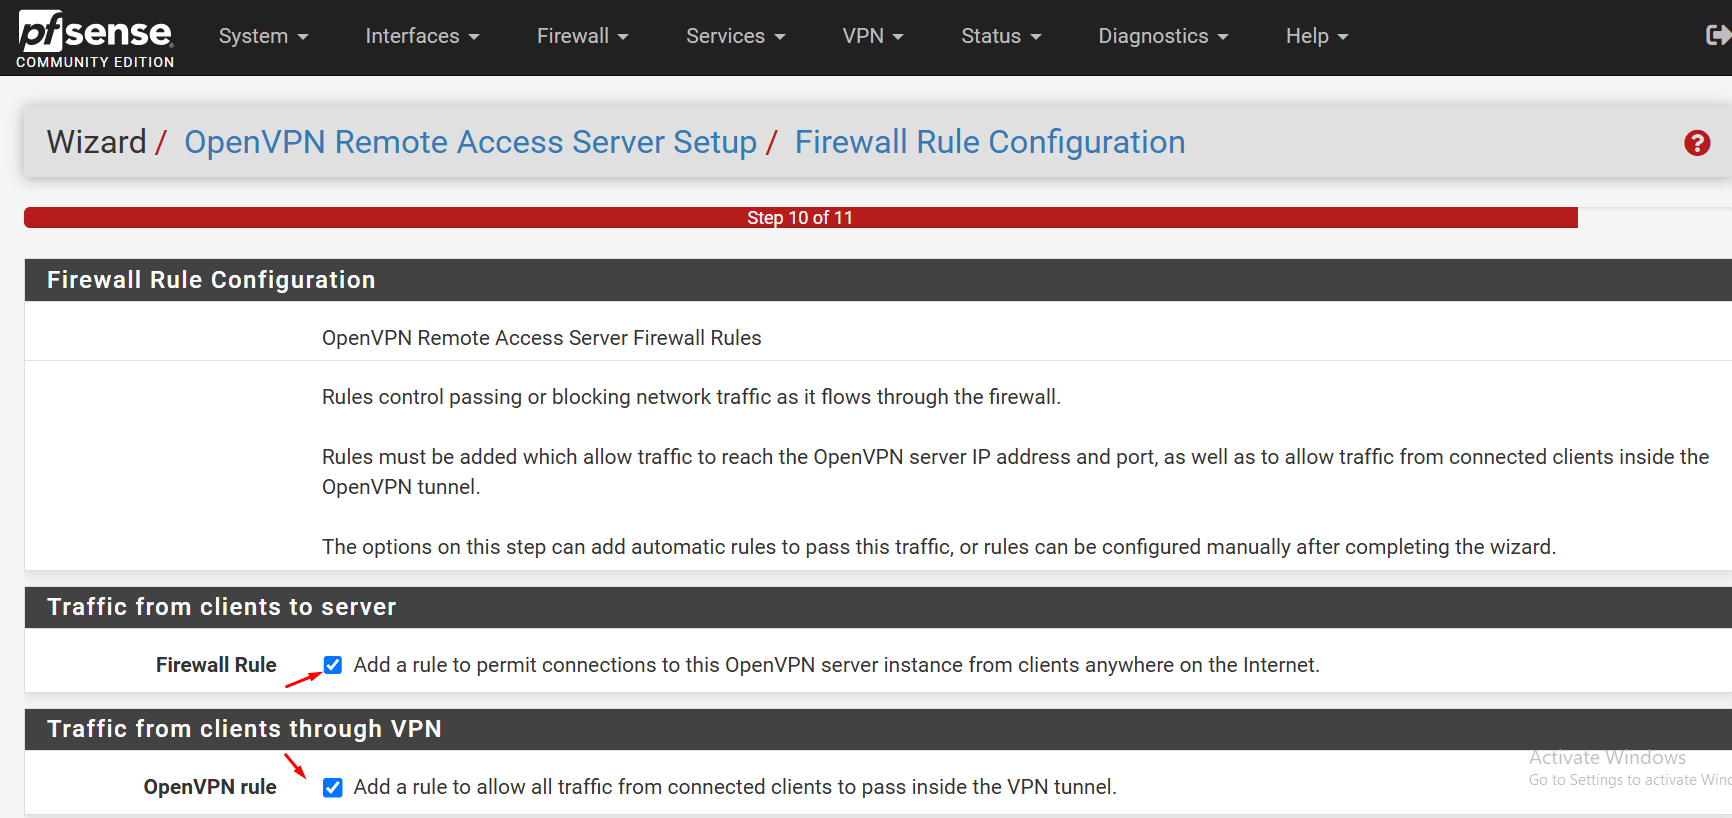 pfsense
COMMUNITY EDITION
System Interfaces Firewall Services VPN Status Diagnostics Help
Wizard / OpenVPN Remote Access Server Setup / Firewall Rule Configuration
?
Step 10 of 11
Firewall Rule Configuration
OpenVPN Remote Access Server Firewall Rules
Rules control passing or blocking network traffic as it flows through the firewall.
Rules must be added which allow traffic to reach the OpenVPN server IP address and port, as well as to allow traffic from connected clients inside the
OpenVPN tunnel.
The options on this step can add automatic rules to pass this traffic, or rules can be configured manually after completing the wizard.
Traffic from clients to server
Firewall Rule Add a rule to permit connections to this OpenVPN server instance from clients anywhere on the Internet.
Traffic from clients through VPN
OpenVPN rule Add a rule to allow all traffic from connected clients to pass inside the VPN tunnel.
Activate Windows
Go to Settings to activate Win